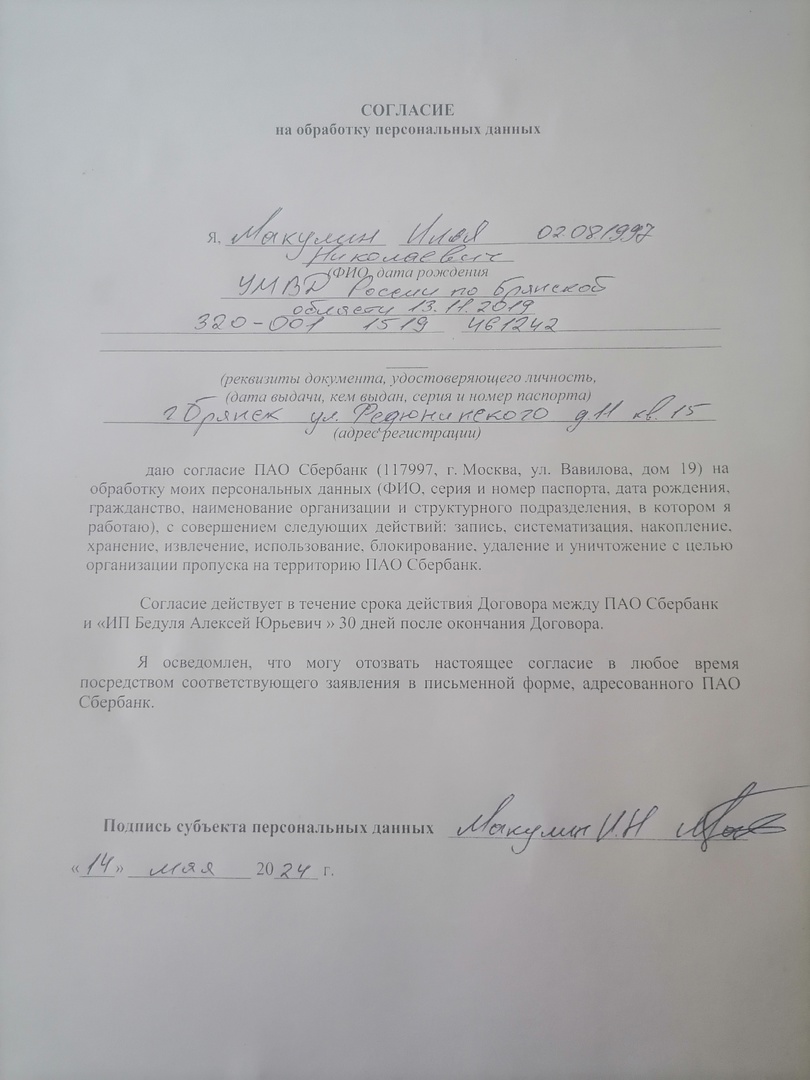 СОГЛАСИЕ
на обработку персональных данных
Я, Макулин Илья 02.08.1997
Николаевич
(ФИО, дата рождения
УМВД России по Брянской
области 13.11.2019
320-001 1519 461242
(реквизиты документа, удостоверяющего личность,
(дата выдачи, кем выдан, серия и номер паспорта)
г Брянск ул. Федюнинского д 11 кв. 15
(адрес регистрации)
даю согласие ПАО Сбербанк (117997, г. Москва, ул. Вавилова, дом 19) на
обработку моих персональных данных (ФИО, серия и номер паспорта, дата рождения,
гражданство, наименование организации и структурного подразделения, в котором я
работаю), с совершением следующих действий: запись, систематизация, накопление,
хранение, извлечение, использование, блокирование, удаление и уничтожение с целью
организации пропуска на территорию ПАО Сбербанк.
Согласие действует в течение срока действия Договора между ПАО Сбербанк
и «ИП Бедуля Алексей Юрьевич » 30 дней после окончания Договора.
Я осведомлен, что могу отозвать настоящее согласие в любое время
посредством соответствующего заявления в письменной форме, адресованного ПАО
Сбербанк.
Подпись субъекта персональных данных Макулин И.Н
«14» мая 2024 г.